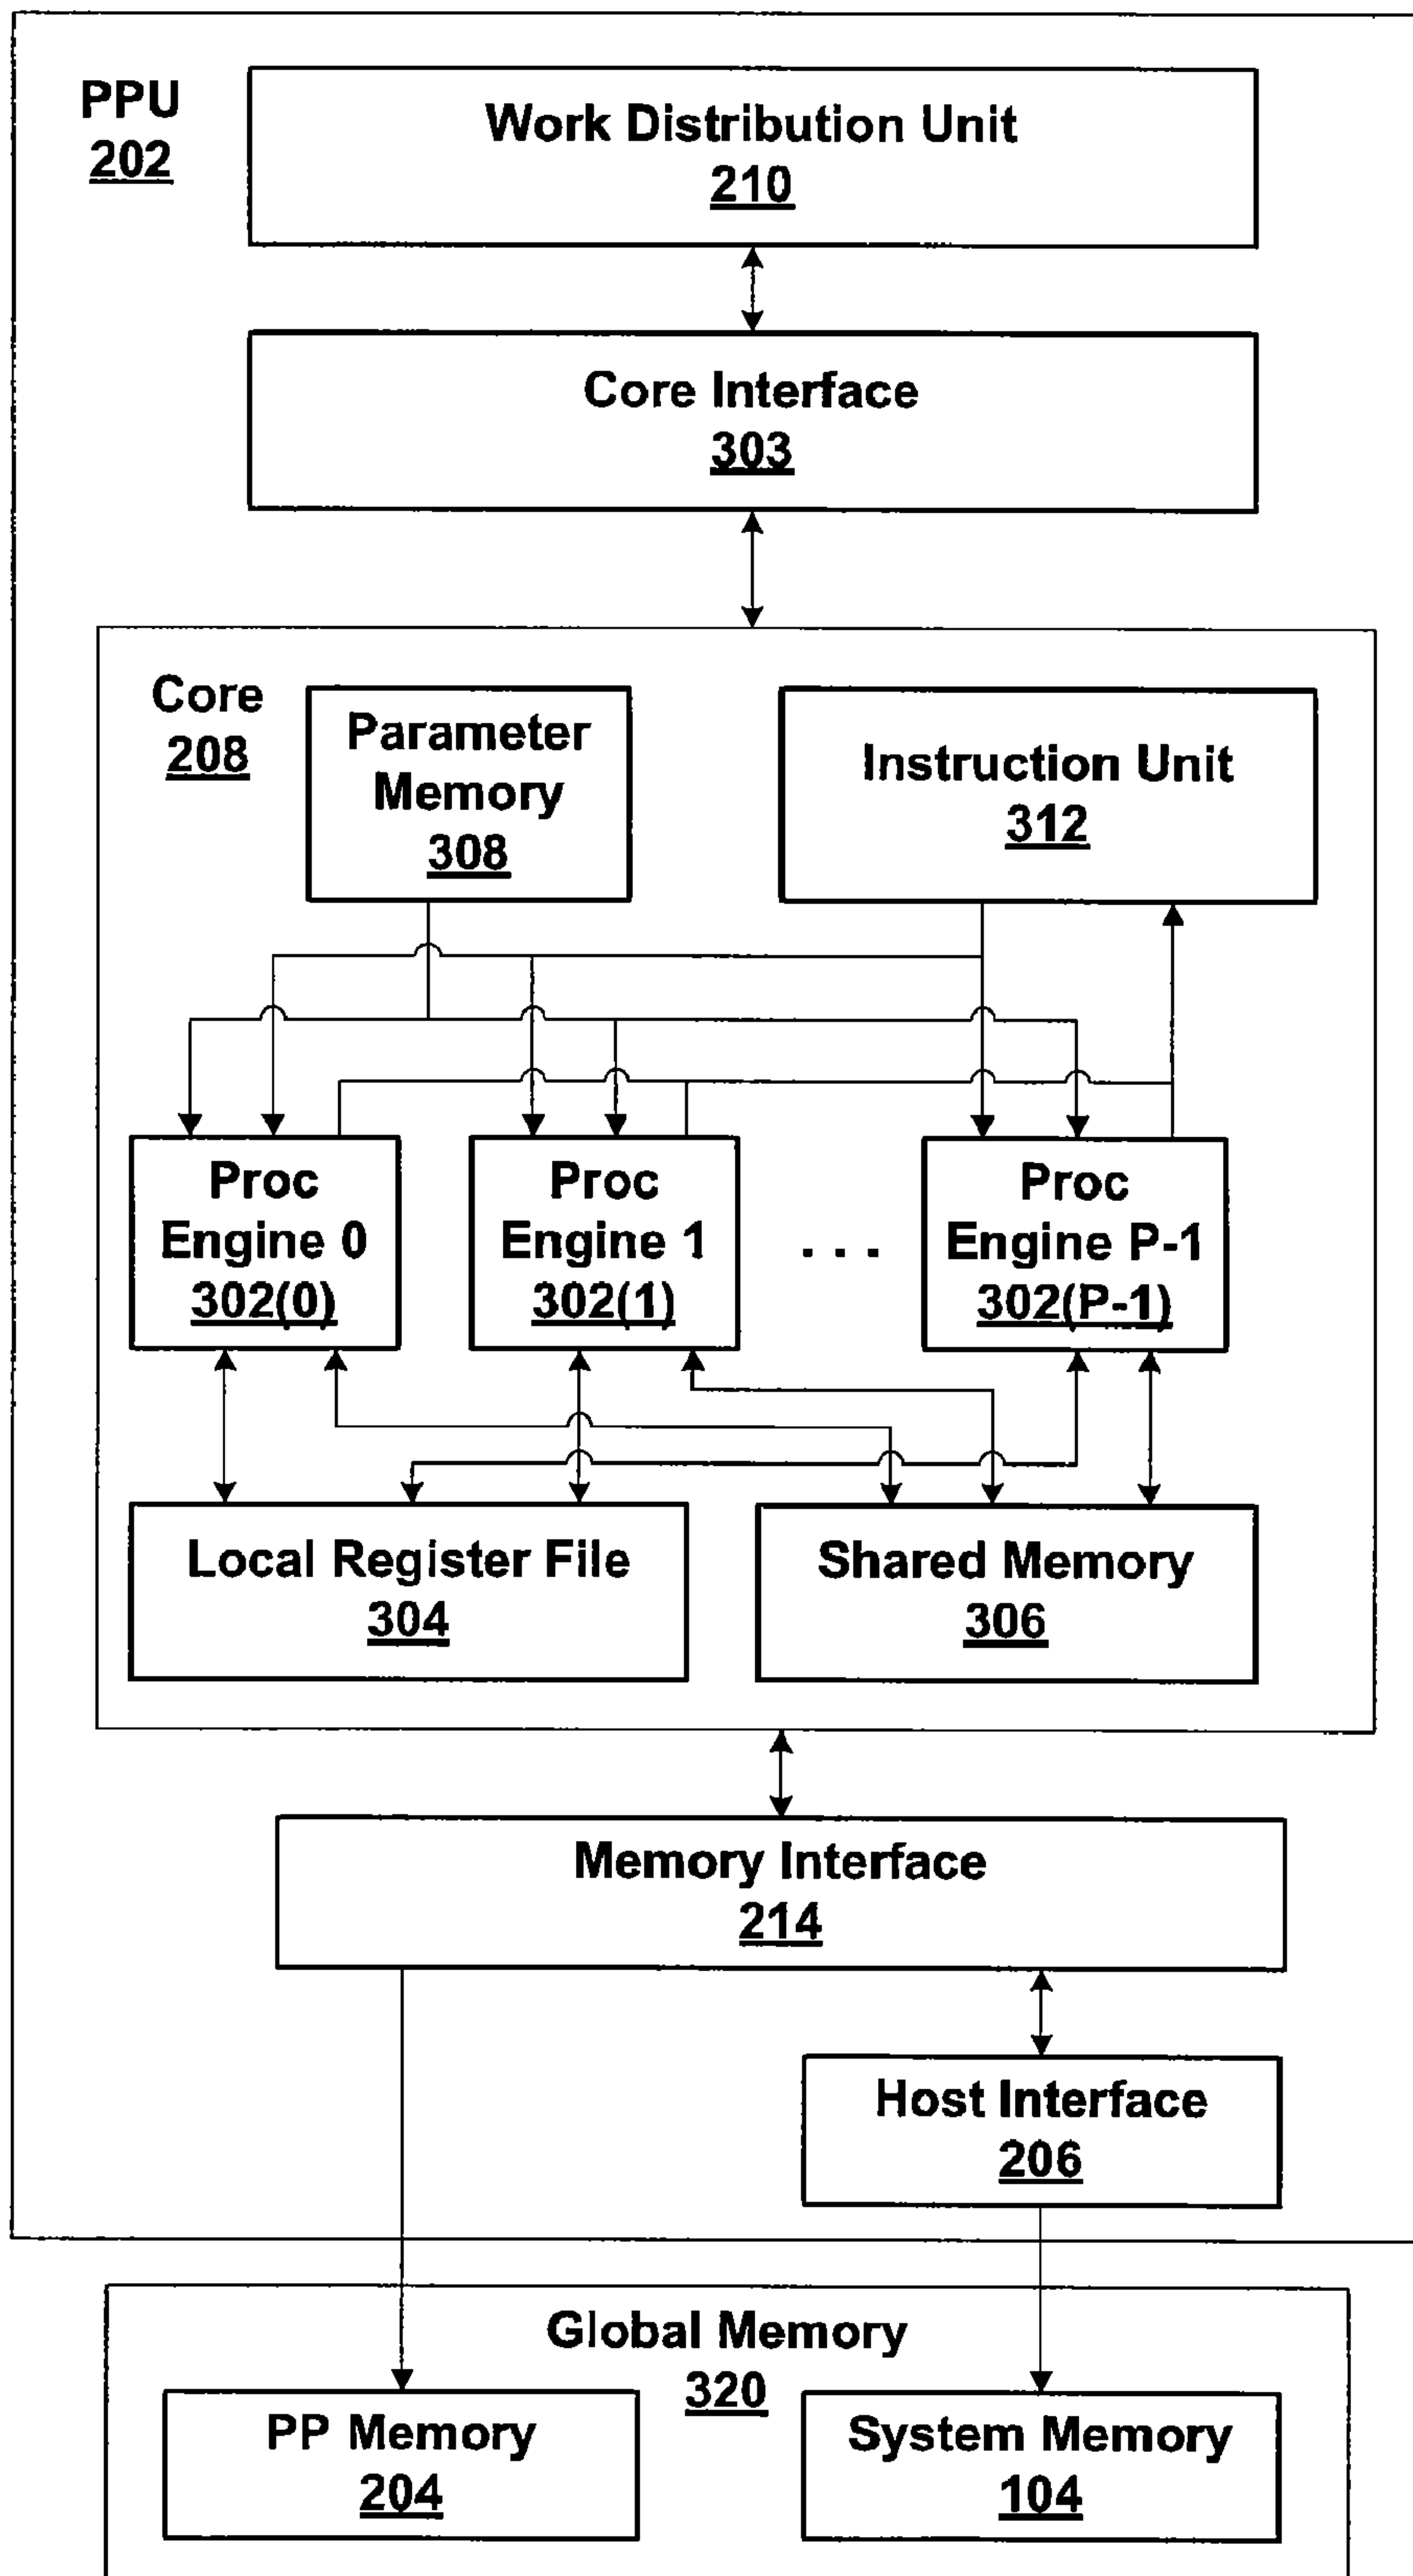 PPU
202
Work Distribution Unit
210
Core Interface
303
Core
208
Parameter
Memory
308
Instruction Unit
312
Proc
Engine 0
302(0)
Proc
Engine 1
302(1)
. . .
Proc
Engine P-1
302(P-1)
Local Register File
304
Shared Memory
306
Memory Interface
214
Host Interface
206
Global Memory
320
PP Memory
204
System Memory
104